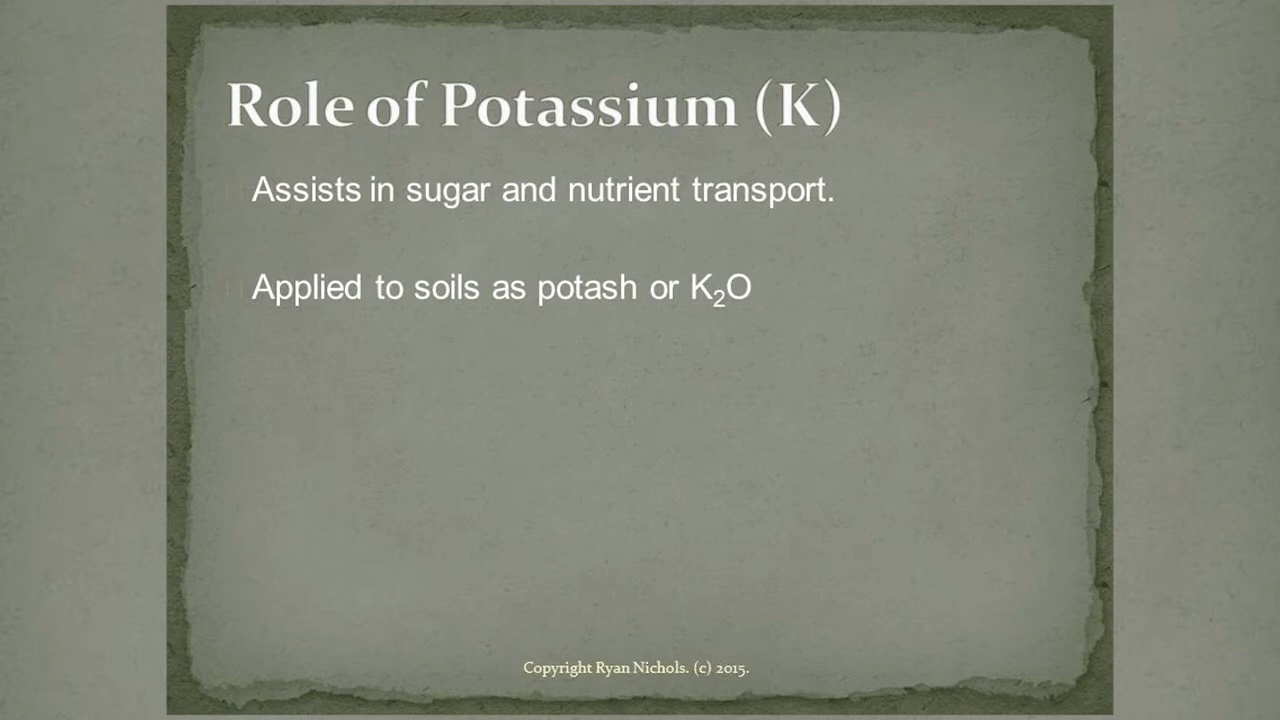 Role of Potassium (K)
Assists in sugar and nutrient transport.
Applied to soils as potash or K₂O
Copyright Ryan Nichols. (c) 2015.